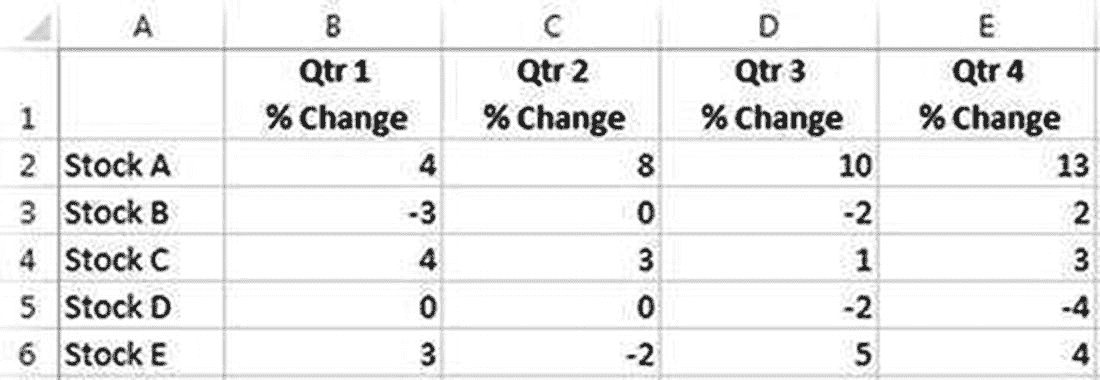 A B C D E
Qtr 1 Qtr 2 Qtr 3 Qtr 4
1 % Change % Change % Change % Change
2 Stock A 4 8 10 13
3 Stock B -3 0 -2 2
4 Stock C 4 3 1 3
5 Stock D 0 0 -2 -4
6 Stock E 3 -2 5 4